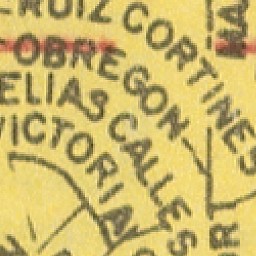 RUIZ CORTINES
OBREGON
ELIAS CALLES
VICTORIA